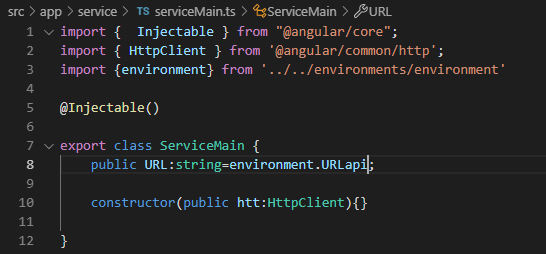 src > app > service > TS serviceMain.ts > ServiceMain > URL
1 import {  Injectable } from "@angular/core";
2 import { HttpClient } from '@angular/common/http';
3 import {environment} from '../../environments/environment'
4
5 @Injectable()
6
7 export class ServiceMain {
8     public URL:string=environment.URLapi;
9
10     constructor(public htt:HttpClient){}
11
12 }